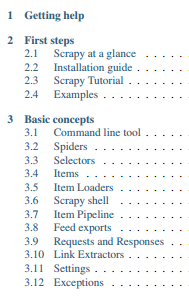 1 Getting help
2 First steps
2.1 Scrapy at a glance . . . . .
2.2 Installation guide . . . . .
2.3 Scrapy Tutorial . . . . . .
2.4 Examples . . . . . . . . .
3 Basic concepts
3.1 Command line tool . . . . .
3.2 Spiders . . . . . . . . . .
3.3 Selectors . . . . . . . . .
3.4 Items . . . . . . . . . . .
3.5 Item Loaders . . . . . . . .
3.6 Scrapy shell . . . . . . . .
3.7 Item Pipeline . . . . . . .
3.8 Feed exports . . . . . . . .
3.9 Requests and Responses . .
3.10 Link Extractors . . . . . .
3.11 Settings . . . . . . . . . .
3.12 Exceptions . . . . . . . .